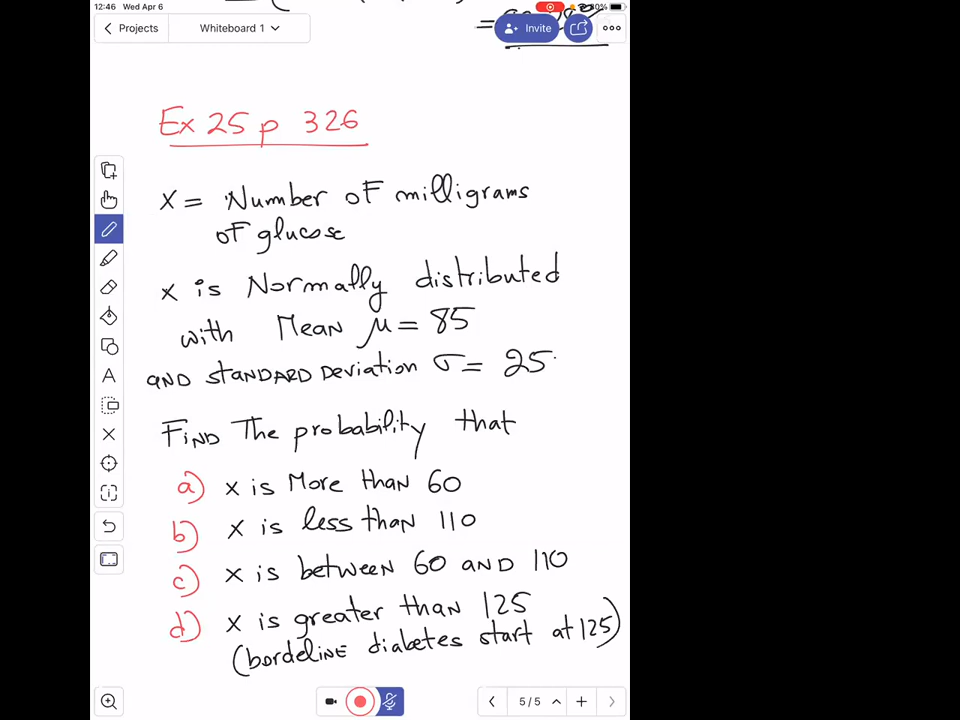 12:46 Wed Apr 6
80%
Projects
Whiteboard 1
Invite
Ex 25 p 326
x = Number of milligrams
of glucose
x is Normally distributed
with Mean μ = 85
AND STANDARD Deviation σ = 25
FIND The probability that
a) x is More than 60
b) x is less than 110
c) x is between 60 AND 110
d) x is greater than 125
(bordeline diabetes start at 125)
5/5